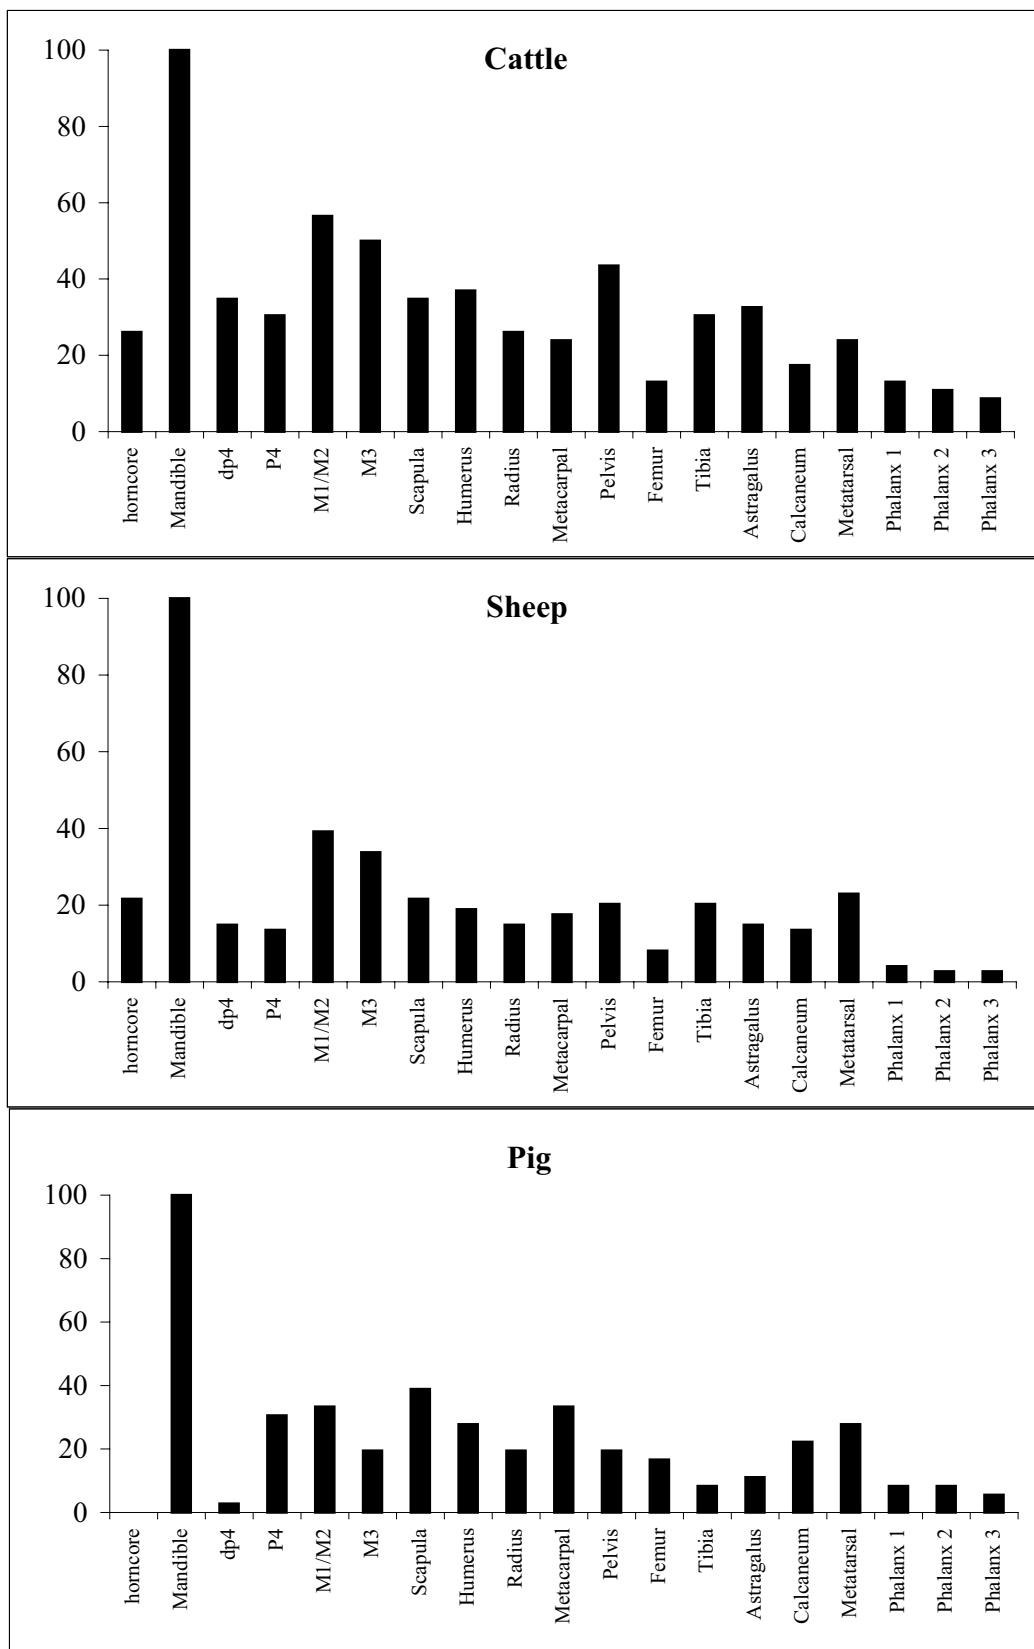 Cattle
100
80
60
40
20
0
horncore
Mandible
dp4
P4
M1/M2
M3
Scapula
Humerus
Radius
Metacarpal
Pelvis
Femur
Tibia
Astragalus
Calcaneum
Metatarsal
Phalanx 1
Phalanx 2
Phalanx 3
Sheep
100
80
60
40
20
0
horncore
Mandible
dp4
P4
M1/M2
M3
Scapula
Humerus
Radius
Metacarpal
Pelvis
Femur
Tibia
Astragalus
Calcaneum
Metatarsal
Phalanx 1
Phalanx 2
Phalanx 3
Pig
100
80
60
40
20
0
horncore
Mandible
dp4
P4
M1/M2
M3
Scapula
Humerus
Radius
Metacarpal
Pelvis
Femur
Tibia
Astragalus
Calcaneum
Metatarsal
Phalanx 1
Phalanx 2
Phalanx 3